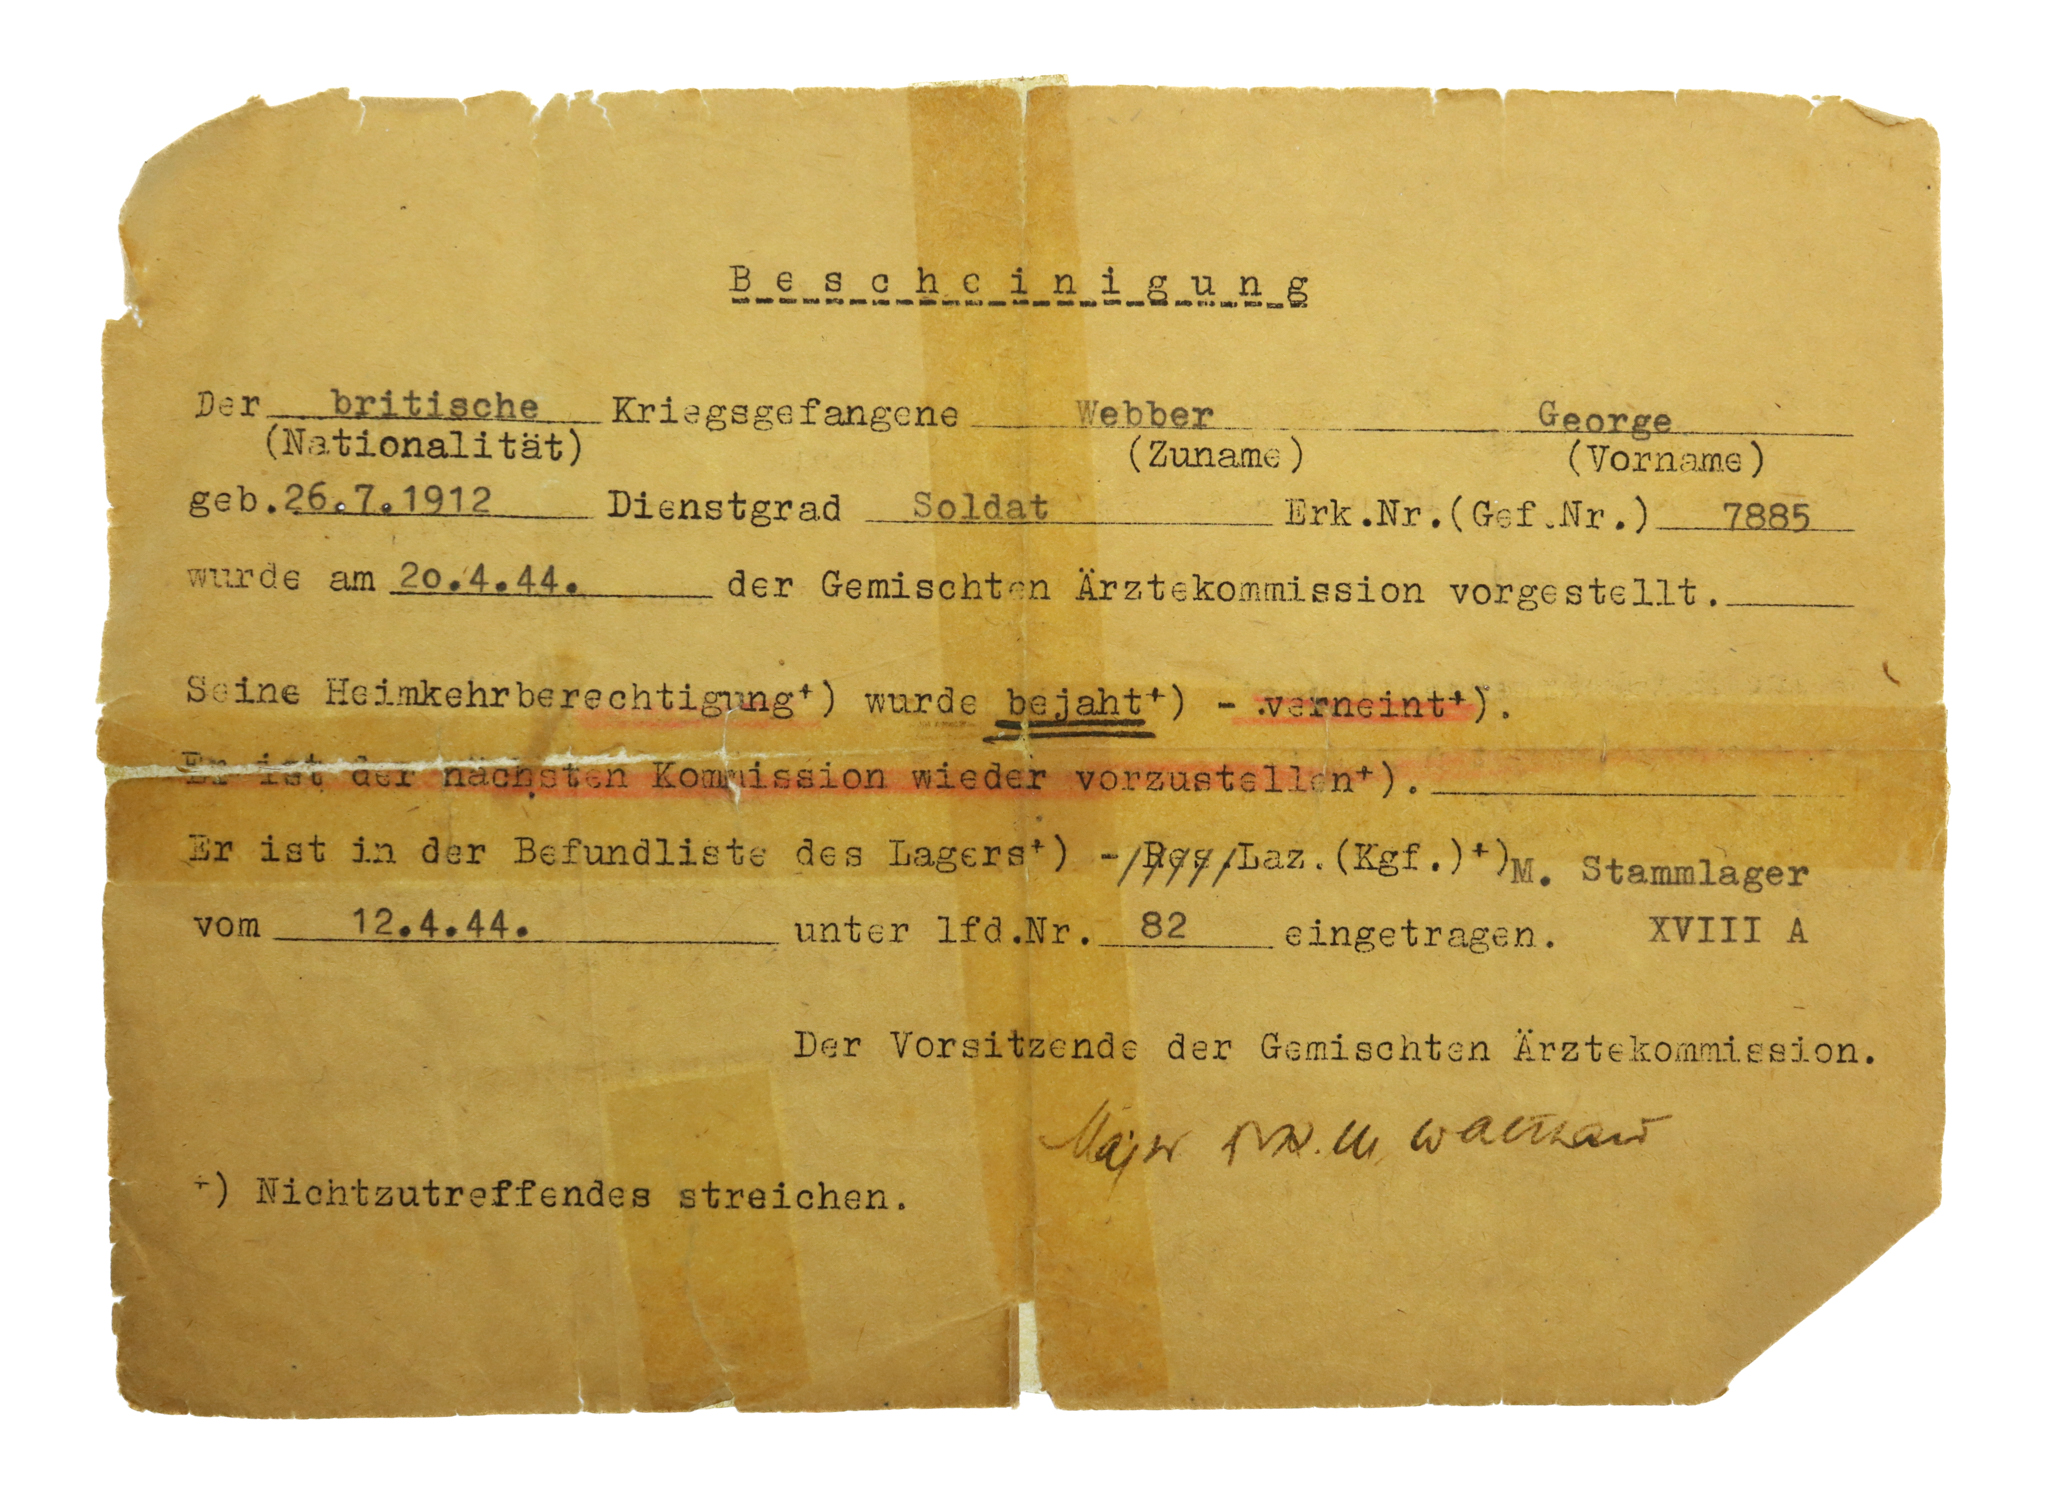 Bescheinigung
Der britische Kriegsgefangene Webber George
(Nationalität) (Zuname) (Vorname)
geb.26.7.1912 Dienstgrad Soldat Erk.Nr.(Gef.Nr.) 7885
wurde am 20.4.44. der Gemischten Ärztekommission vorgestellt.
Seine Heimkehrberechtigung+) wurde bejaht+) - verneint+).
Er ist der nächsten Kommission wieder vorzustellen+).
Er ist in der Befundliste des Lagers+) - Res.Laz.(Kgf.)+) M. Stammlager
vom 12.4.44. unter lfd.Nr. 82 eingetragen. XVIII A
Der Vorsitzende der Gemischten Ärztekommission.
Major
+) Nichtzutreffendes streichen.